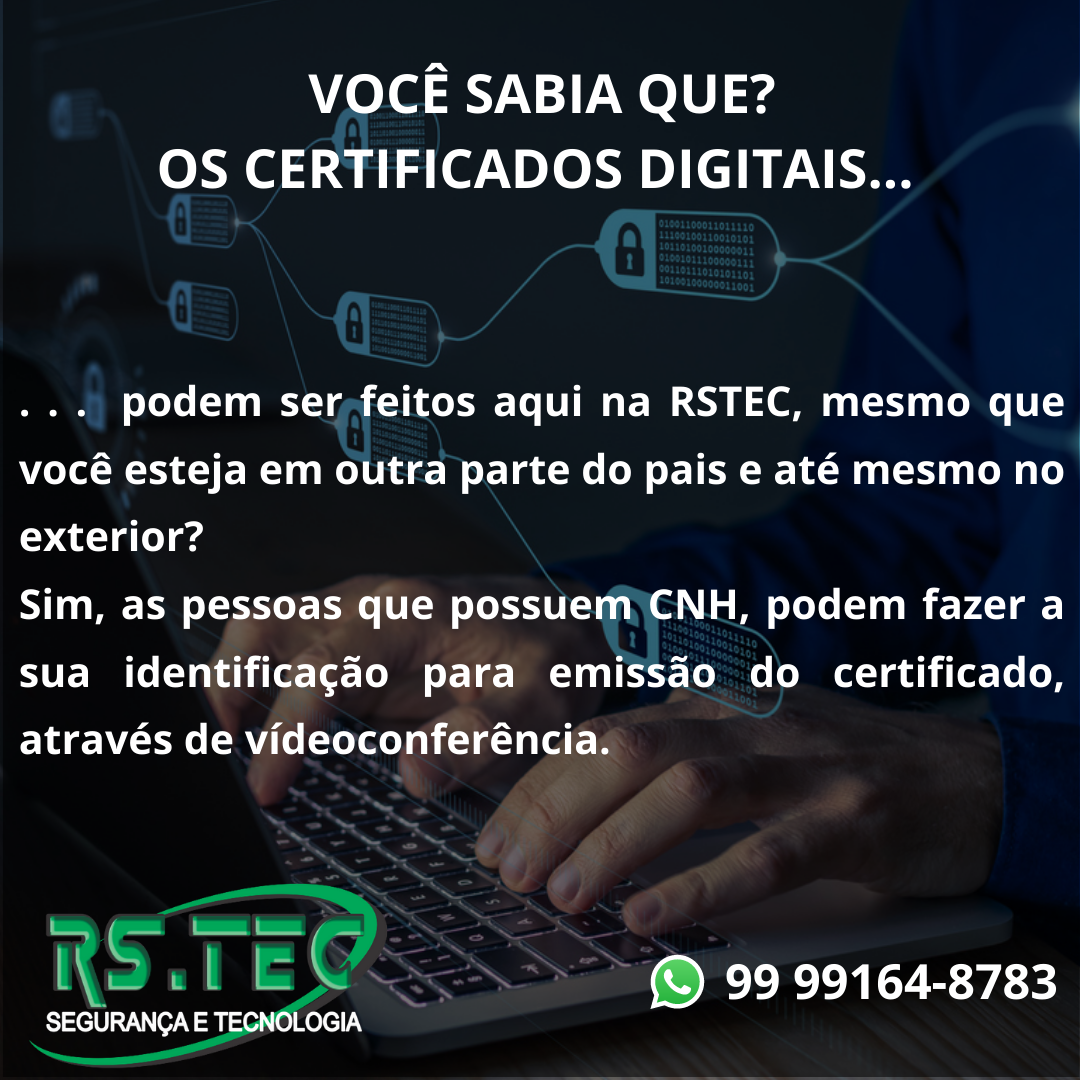 VOCÊ SABIA QUE?
OS CERTIFICADOS DIGITAIS...
. . . podem ser feitos aqui na RSTEC, mesmo que
você esteja em outra parte do pais e até mesmo no
exterior?
Sim, as pessoas que possuem CNH, podem fazer a
sua identificação para emissão do certificado,
através de vídeoconferência.
RS.TEC
SEGURANÇA E TECNOLOGIA
99 99164-8783